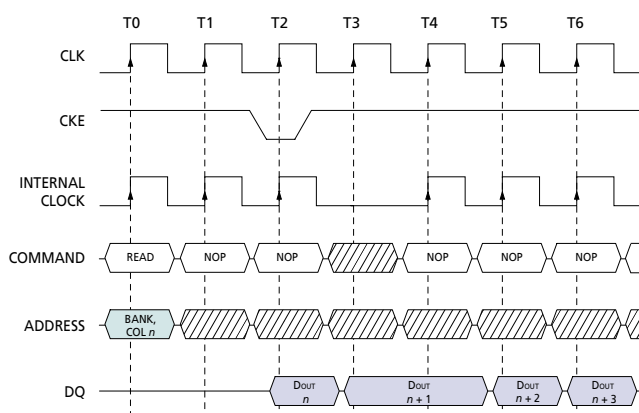 T0 T1 T2 T3 T4 T5 T6
CLK
CKE
INTERNAL
CLOCK
COMMAND READ NOP NOP NOP NOP NOP
ADDRESS BANK,
COL n
DQ DOUT DOUT DOUT DOUT
n n + 1 n + 2 n + 3